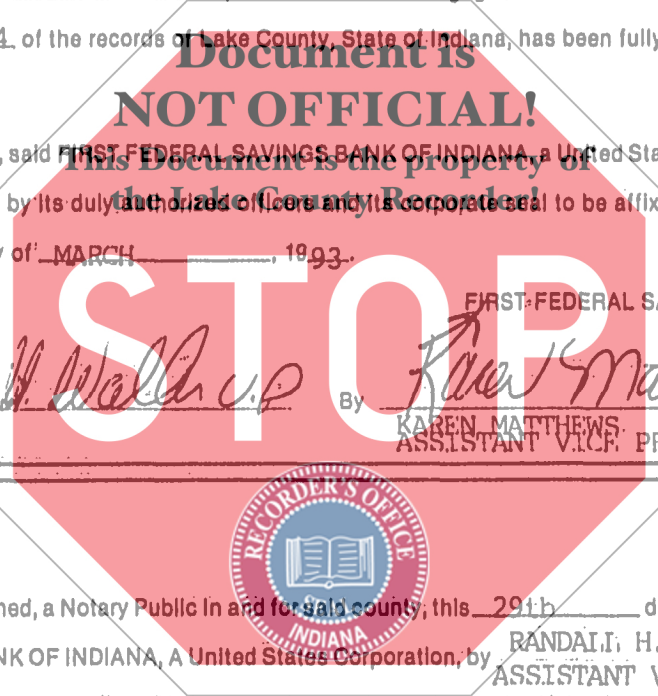 4 of the records of Lake County, State of Indiana, has been fully
Document is
NOT OFFICIAL!
, said FIRST FEDERAL SAVINGS BANK OF INDIANA, a United Sta
This Document is the property of
by its duly authorized officers and its corporate seal to be affix
the Lake County Recorder!
of MARCH, 1993.
STOP
FIRST FEDERAL SA
By
KAREN MATTHEWS
ASSISTANT VICE PR
RECORDER'S OFFICE
SEAL
INDIANA
ned, a Notary Public in and for said county, this 29th d
NK OF INDIANA, A United States Corporation, by RANDALL H.
ASSISTANT V